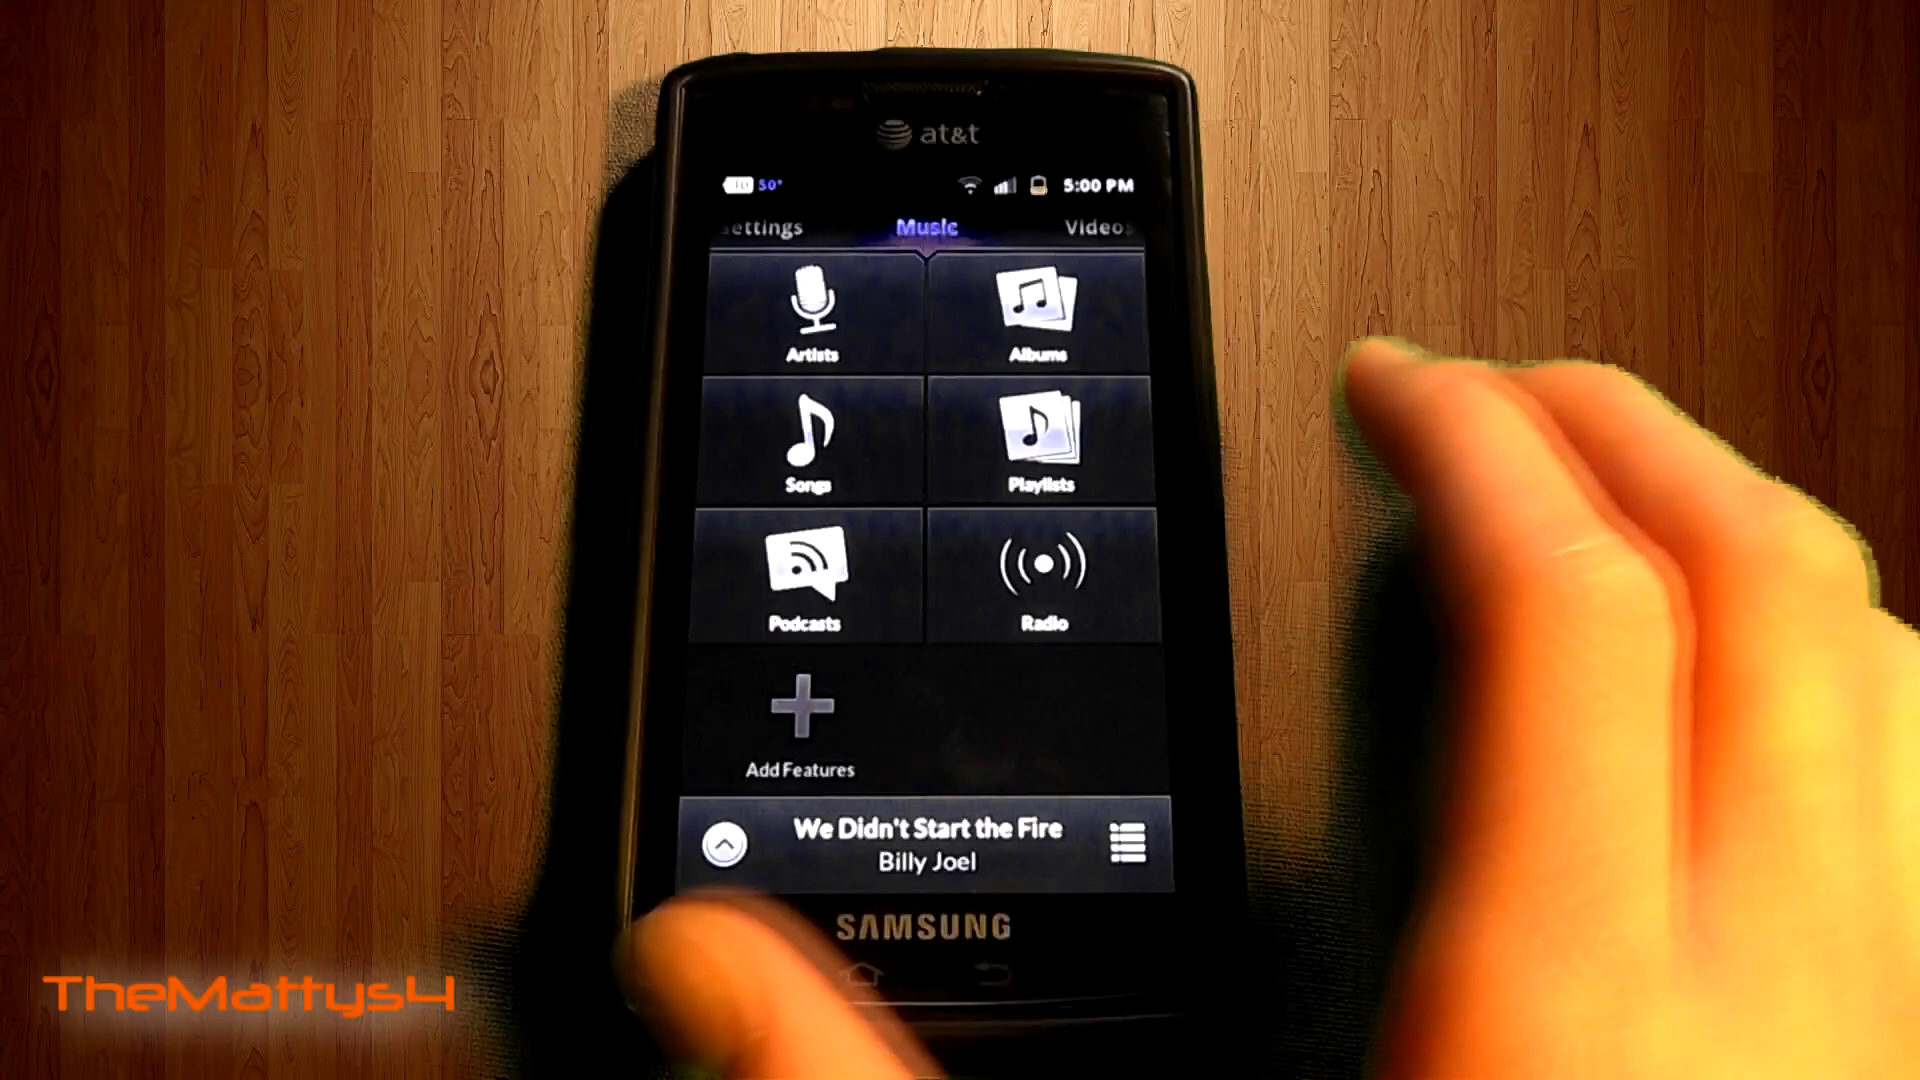 at&t
50° 5:00 PM
ettings Music Videos
Artists Albums
Songs Playlists
Podcasts Radio
Add Features
We Didn't Start the Fire
Billy Joel
SAMSUNG
TheMattys4